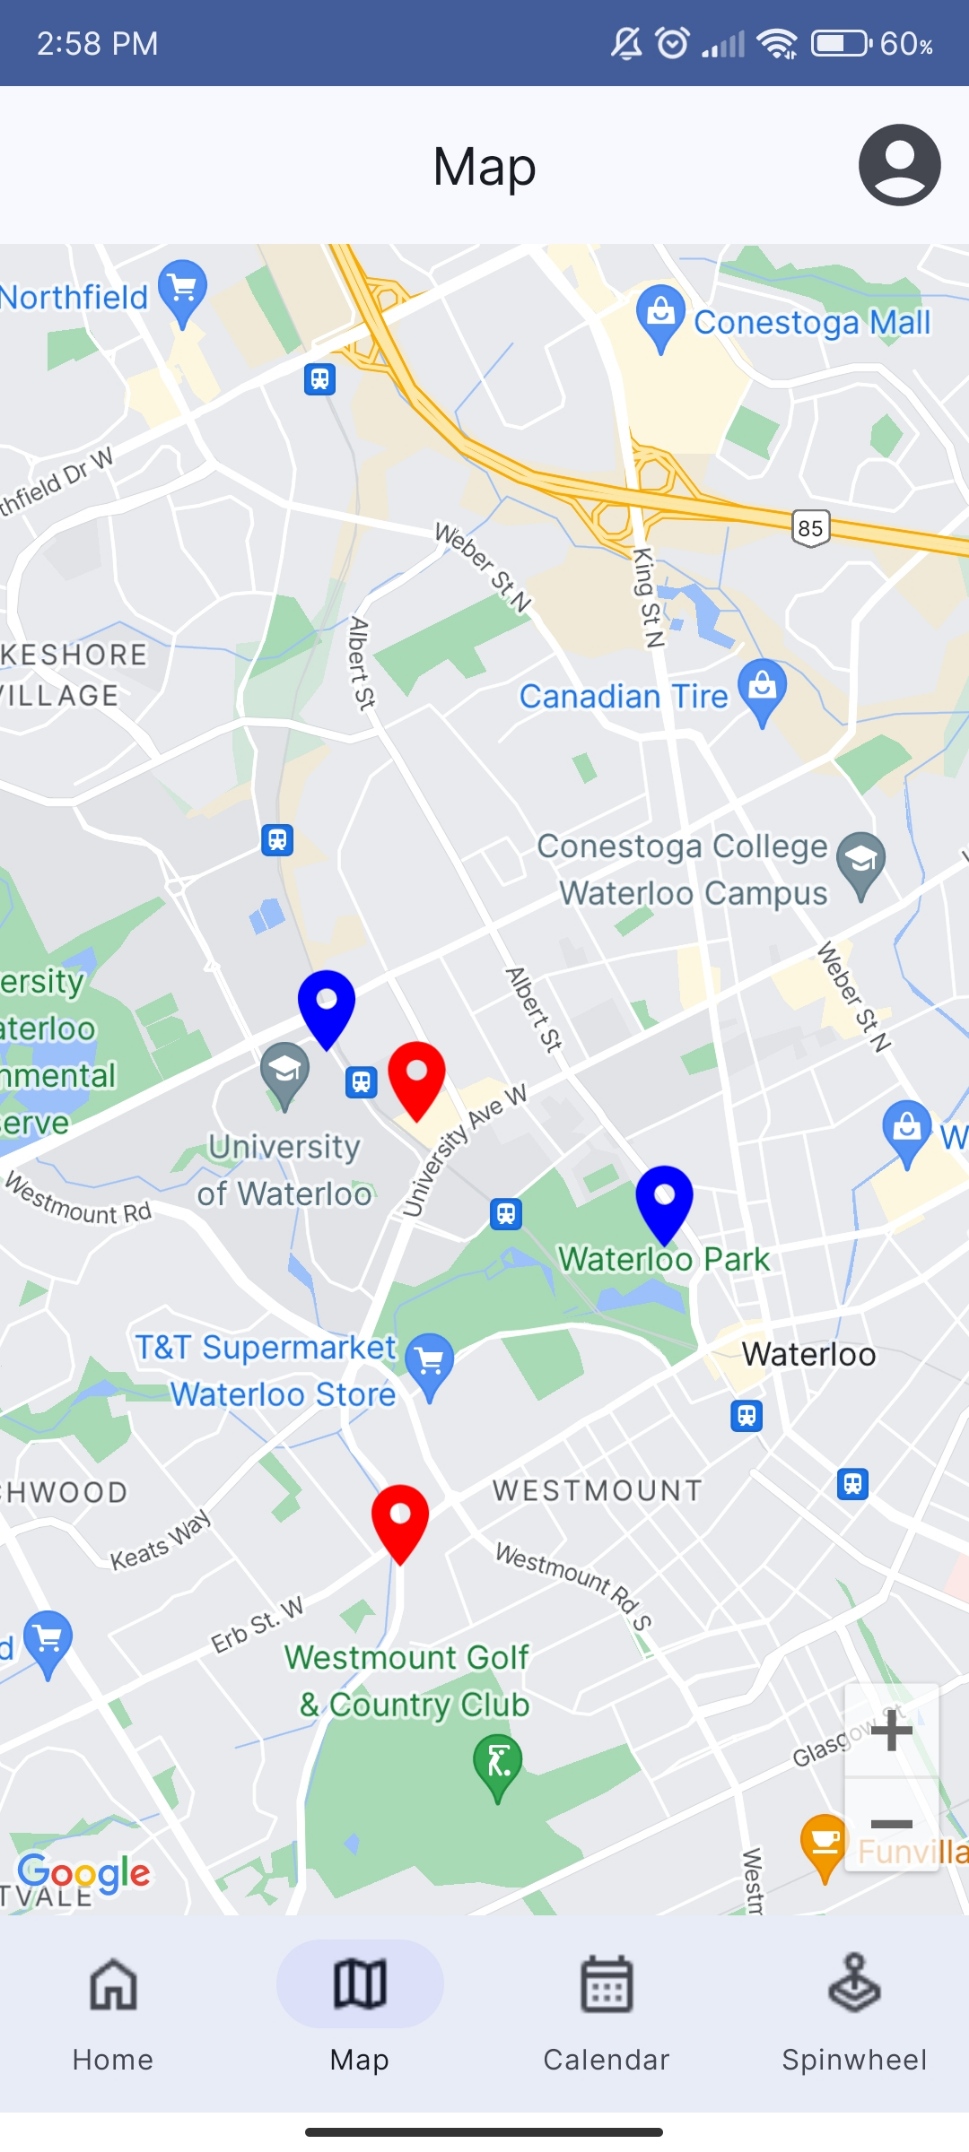 2:58 PM
60%
Map
Northfield
Conestoga Mall
thfield Dr W
85
Weber St N
King St N
KESHORE
VILLAGE
Albert St
Canadian Tire
Conestoga College
Waterloo Campus
Weber St N
ersity
aterloo
nmental
serve
Albert St
University Ave W
University
of Waterloo
W
Westmount Rd
Waterloo Park
T&T Supermarket
Waterloo Store
Waterloo
CHWOOD
WESTMOUNT
Keats Way
Westmount Rd S
Erb St. W
d
Westmount Golf
& Country Club
Glasgow St
Funvilla
Westm
Google
TVALE
Home
Map
Calendar
Spinwheel